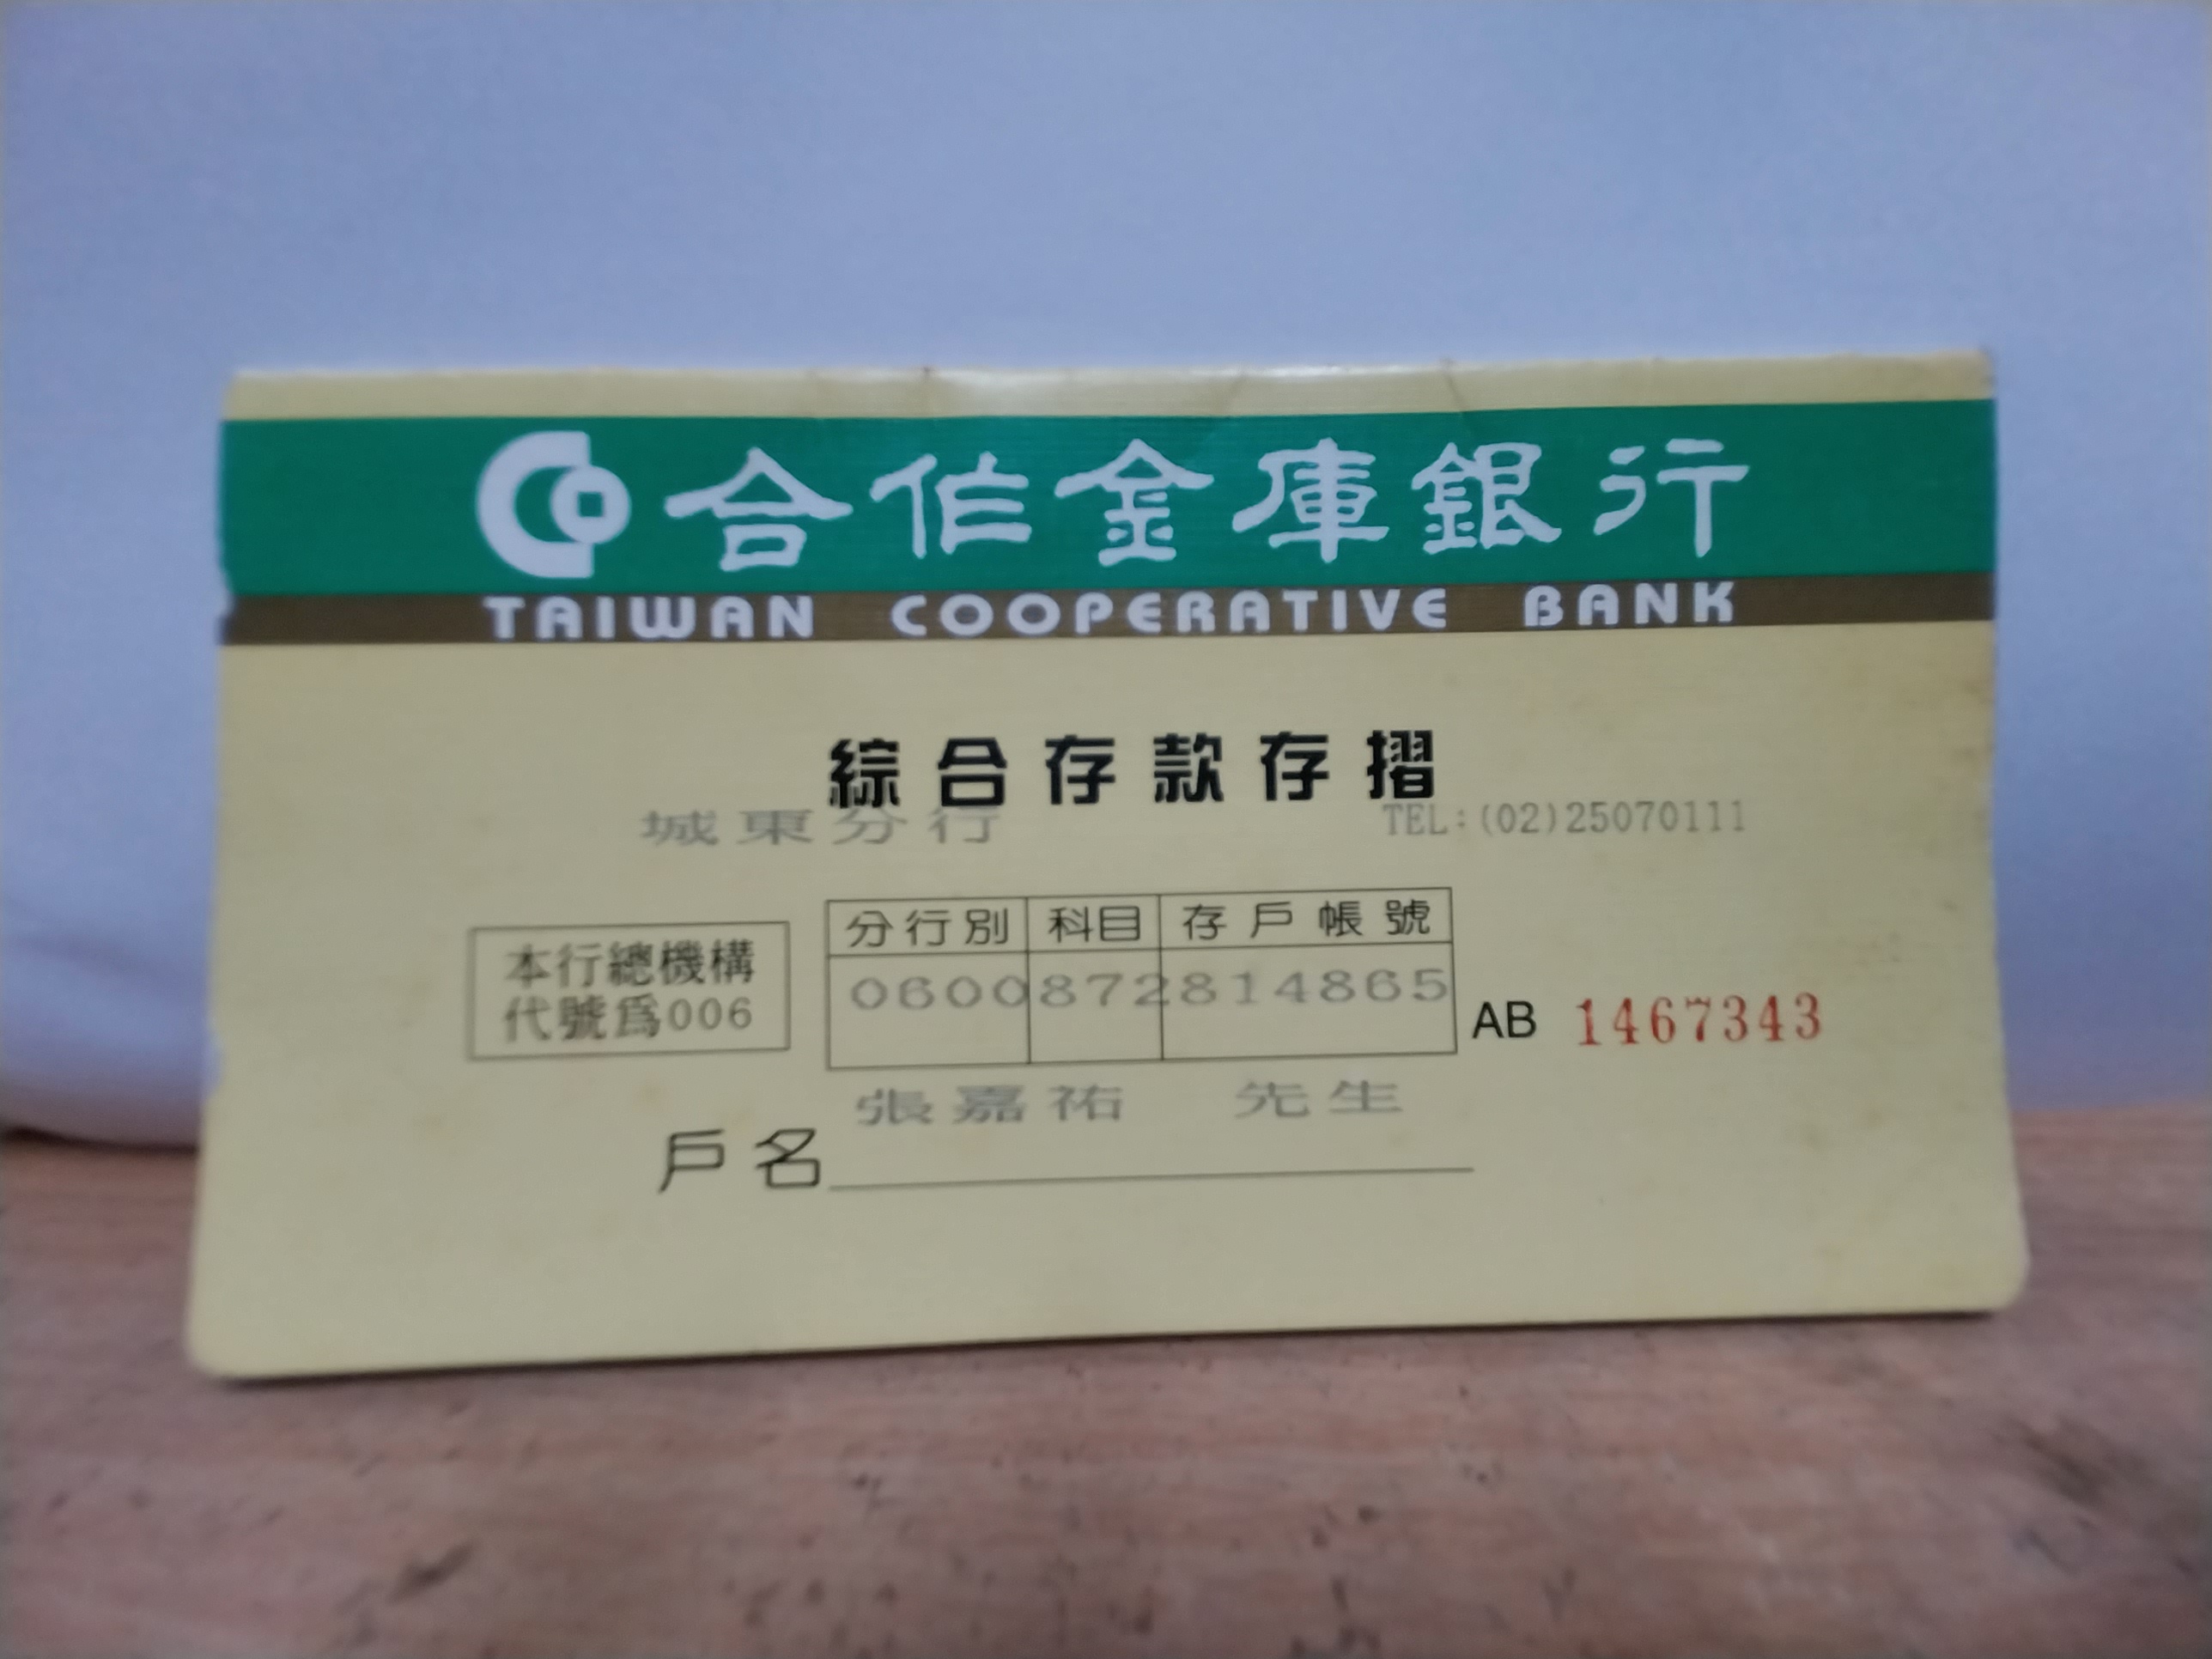 合作金庫銀行
TAIWAN COOPERATIVE BANK
綜合存款存摺
城東分行 TEL:(02)25070111
分行別 科目 存戶帳號
本行總機構
代號為006
0600 872 814865
AB 1467343
張嘉祐 先生
戶名